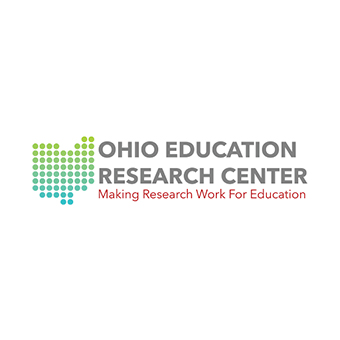 OHIO EDUCATION
RESEARCH CENTER
Making Research Work For Education